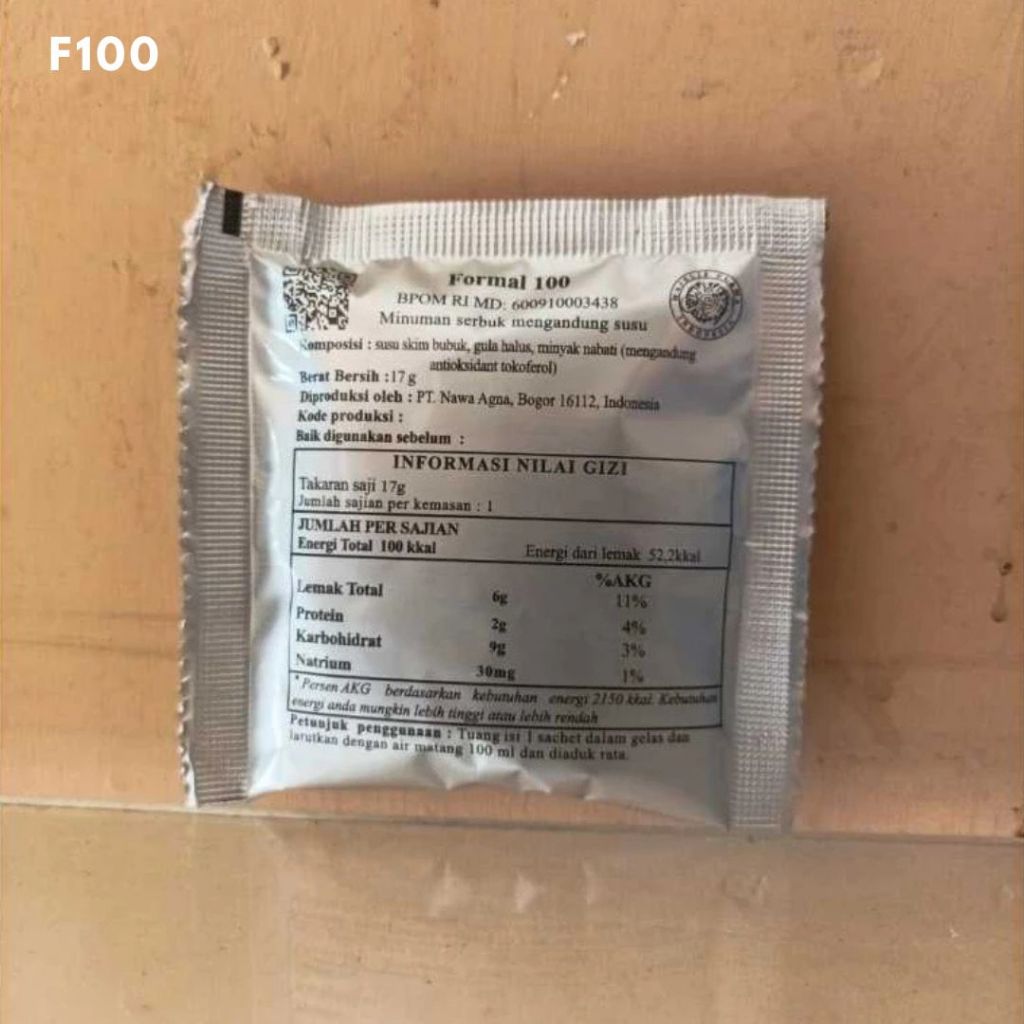 F100
Formal 100
BPOM RI MD: 600910003438
Minuman serbuk mengandung susu
Komposisi : susu skim bubuk, gula halus, minyak nabati (mengandung
antioksidant tokoferol)
Berat Bersih :17 g
Diproduksi oleh : PT. Nawa Agna, Bogor 16112, Indonesia
Kode produksi :
Baik digunakan sebelum :
INFORMASI NILAI GIZI
Takaran saji 17g
Jumlah sajian per kemasan : 1
JUMLAH PER SAJIAN
Energi Total 100 kkal Energi dari lemak 52,2kkal
%AKG
Lemak Total 6g 11%
Protein 2g 4%
Karbohidrat 9g 3%
Natrium 30mg 1%
*Persen AKG berdasarkan kebutuhan energi 2150 kkal. Kebutuhan
energi anda mungkin lebih tinggi atau lebih rendah
Petunjuk penggunaan : Tuang isi 1 sachet dalam gelas dan
larutkan dengan air matang 100 ml dan diaduk rata.